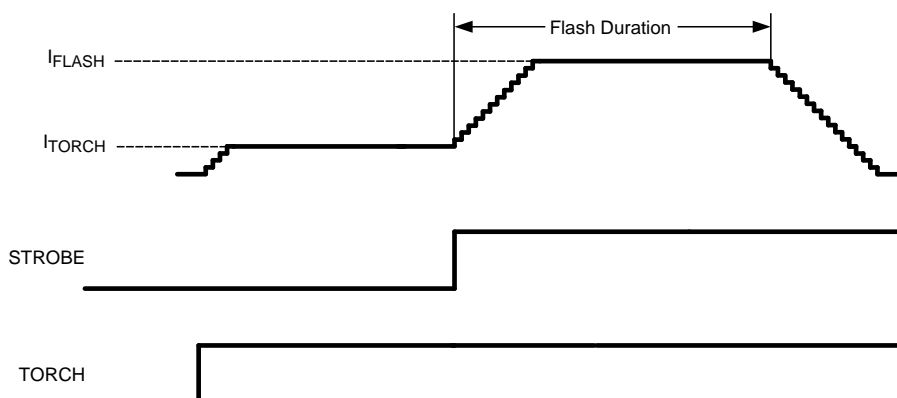 Flash Duration
IFLASH
ITORCH
STROBE
TORCH